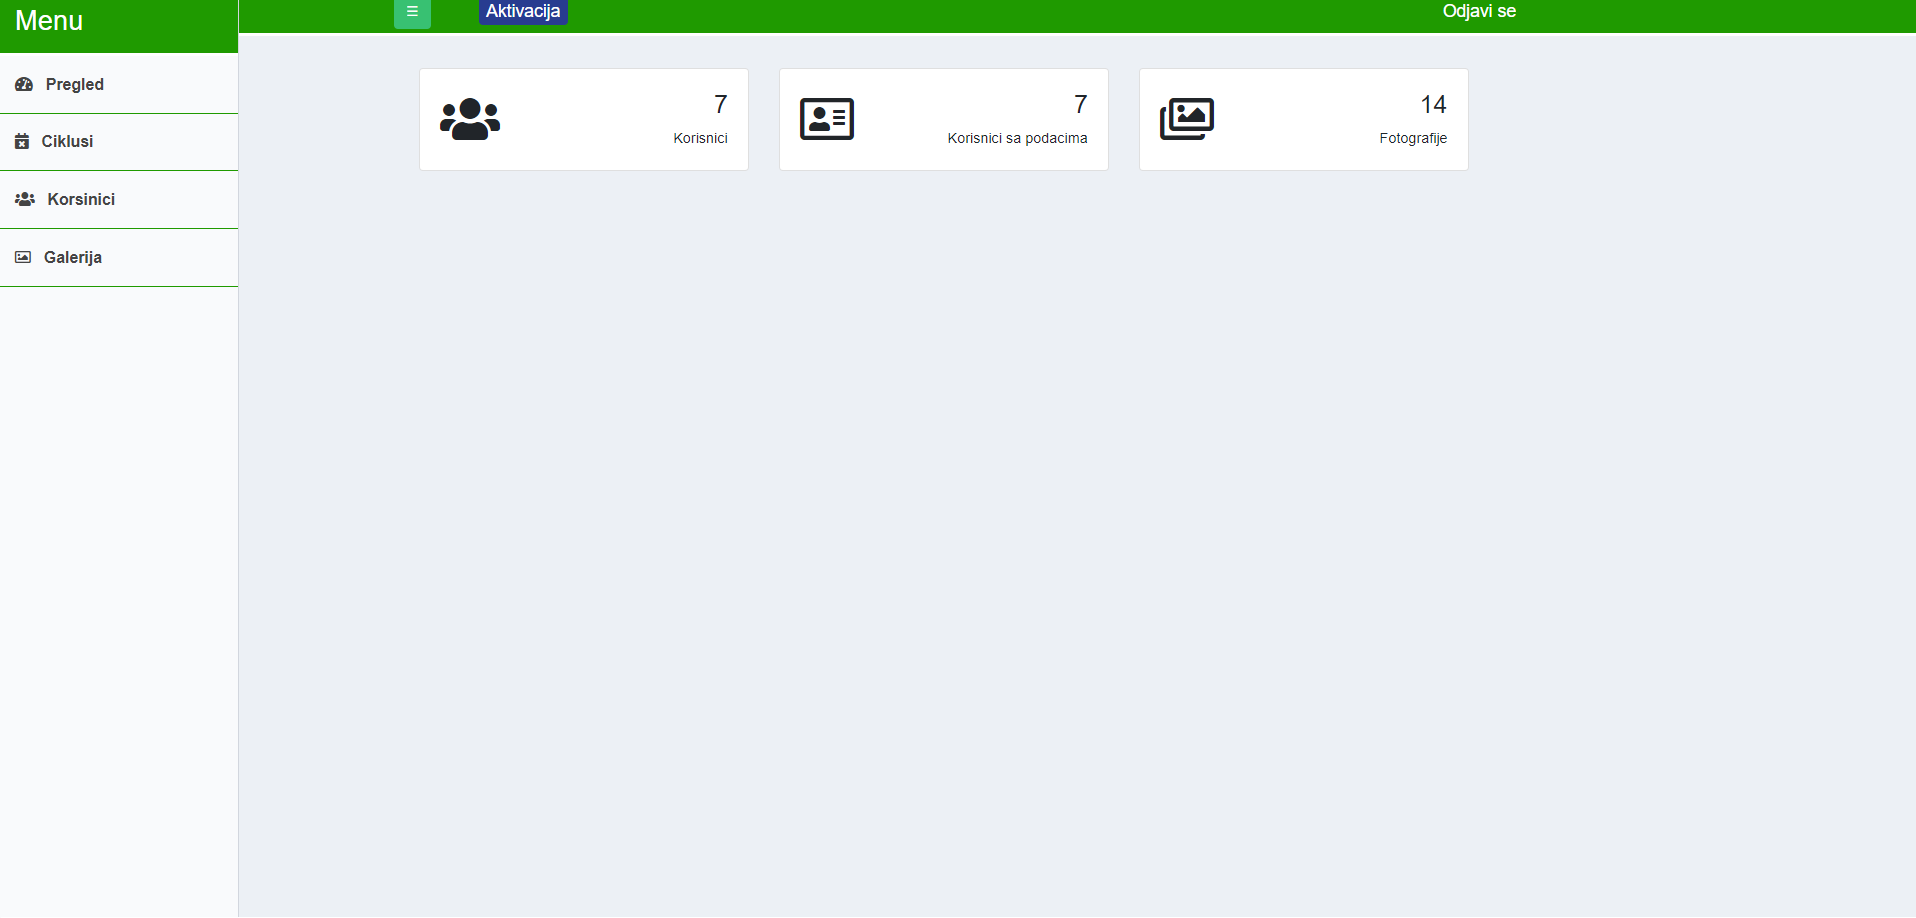 Menu
Aktivacija
Odjavi se
Pregled
Ciklusi
Korsinici
Galerija
7
Korisnici
7
Korisnici sa podacima
14
Fotografije